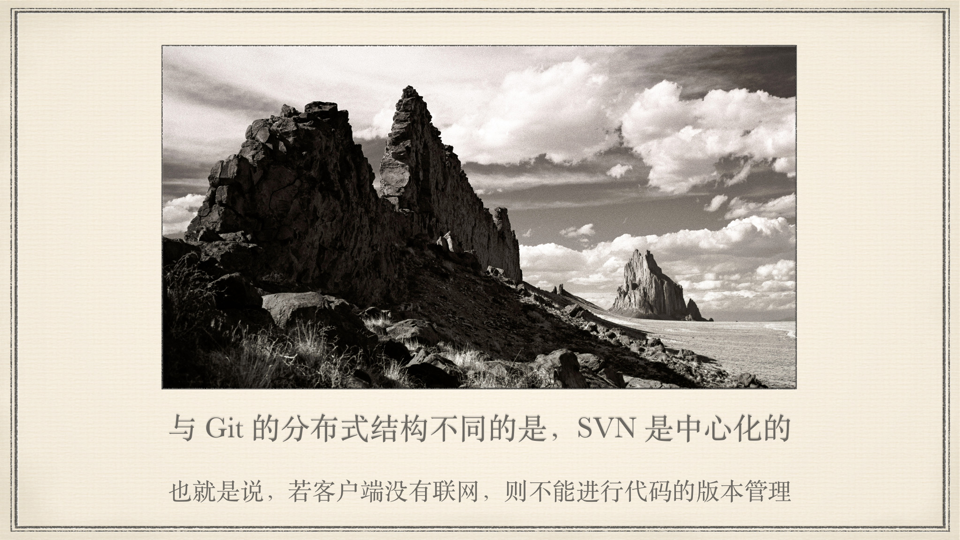 与 Git 的分布式结构不同的是，SVN 是中心化的
也就是说，若客户端没有联网，则不能进行代码的版本管理